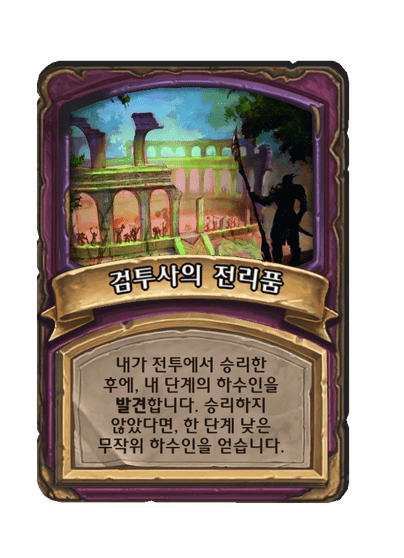 검투사의 전리품
내가 전투에서 승리한
후에, 내 단계의 하수인을
발견합니다. 승리하지
않았다면, 한 단계 낮은
무작위 하수인을 얻습니다.